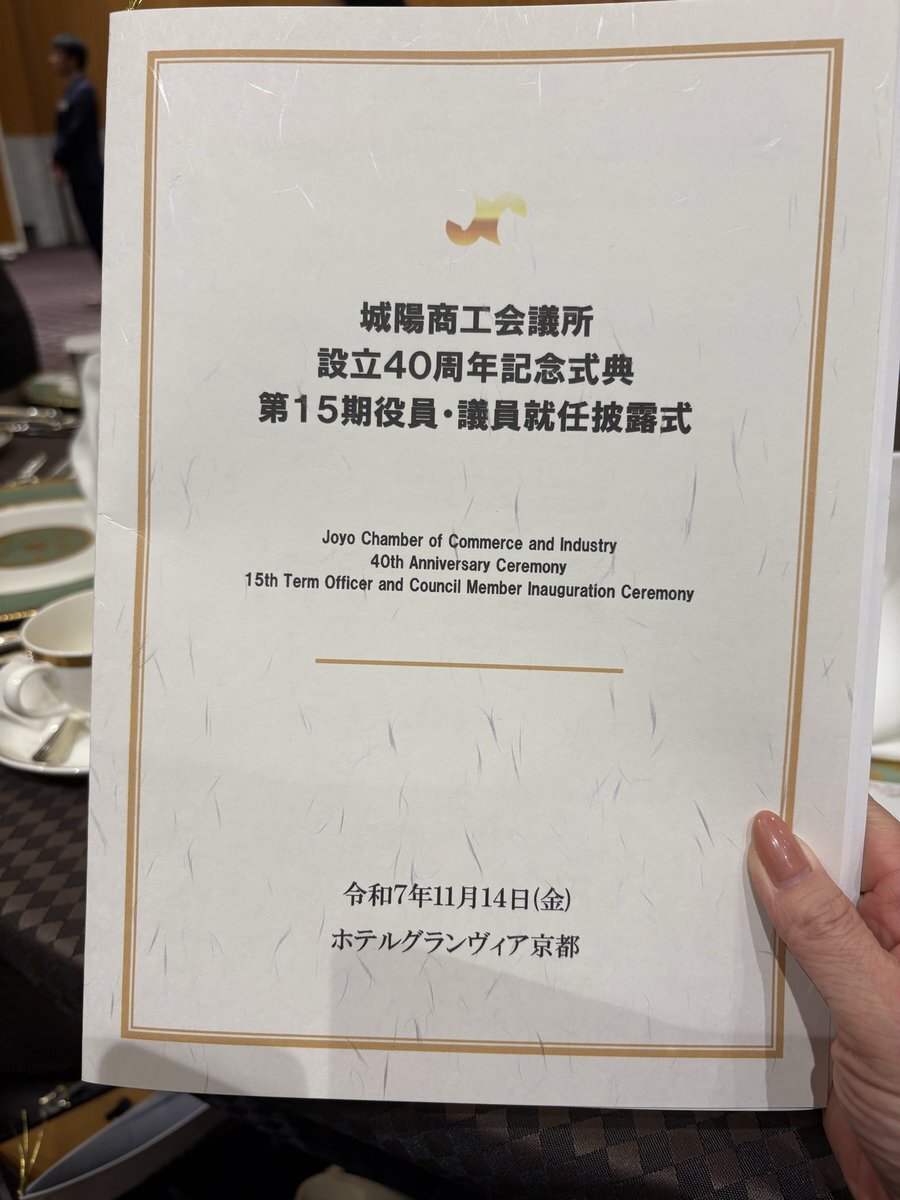 城陽商工会議所
設立40周年記念式典
第15期役員・議員就任披露式
Joyo Chamber of Commerce and Industry
40th Anniversary Ceremony
15th Term Officer and Council Member Inauguration Ceremony
令和7年11月14日(金)
ホテルグランヴィア京都